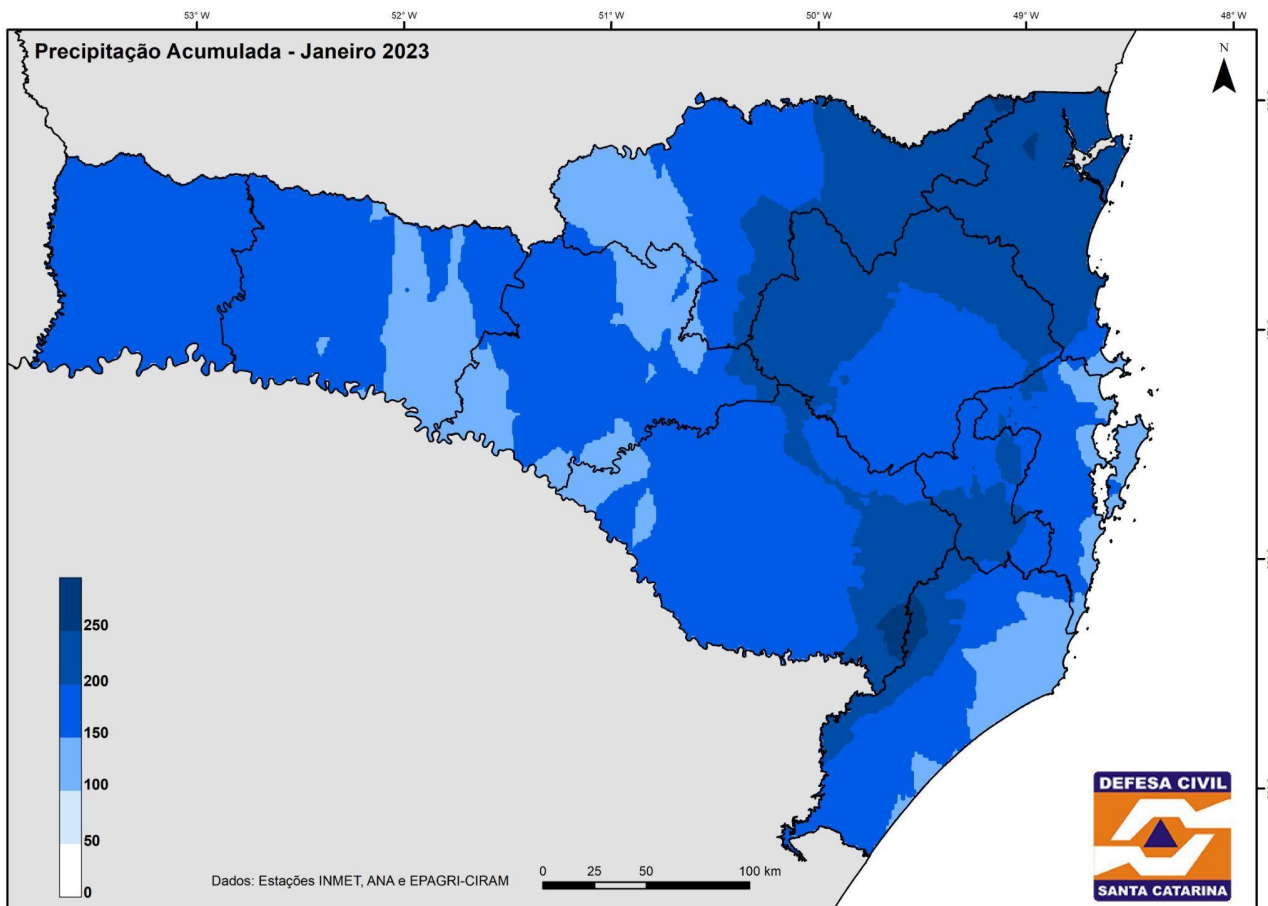 53° W 52° W 51° W 50° W 49° W 48° W
Precipitação Acumulada - Janeiro 2023
N
250
200
150
100
50
0
Dados: Estações INMET, ANA e EPAGRI-CIRAM
0 25 50 100 km
DEFESA CIVIL
SANTA CATARINA